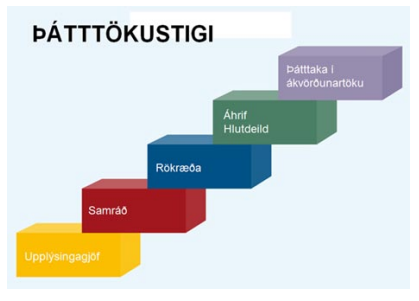 ÞÁTTTÖKUSTIGI
Þátttaka í
ákvörðunartöku
Áhrif
Hlutdeild
Rökræða
Samráð
Upplýsingagjöf